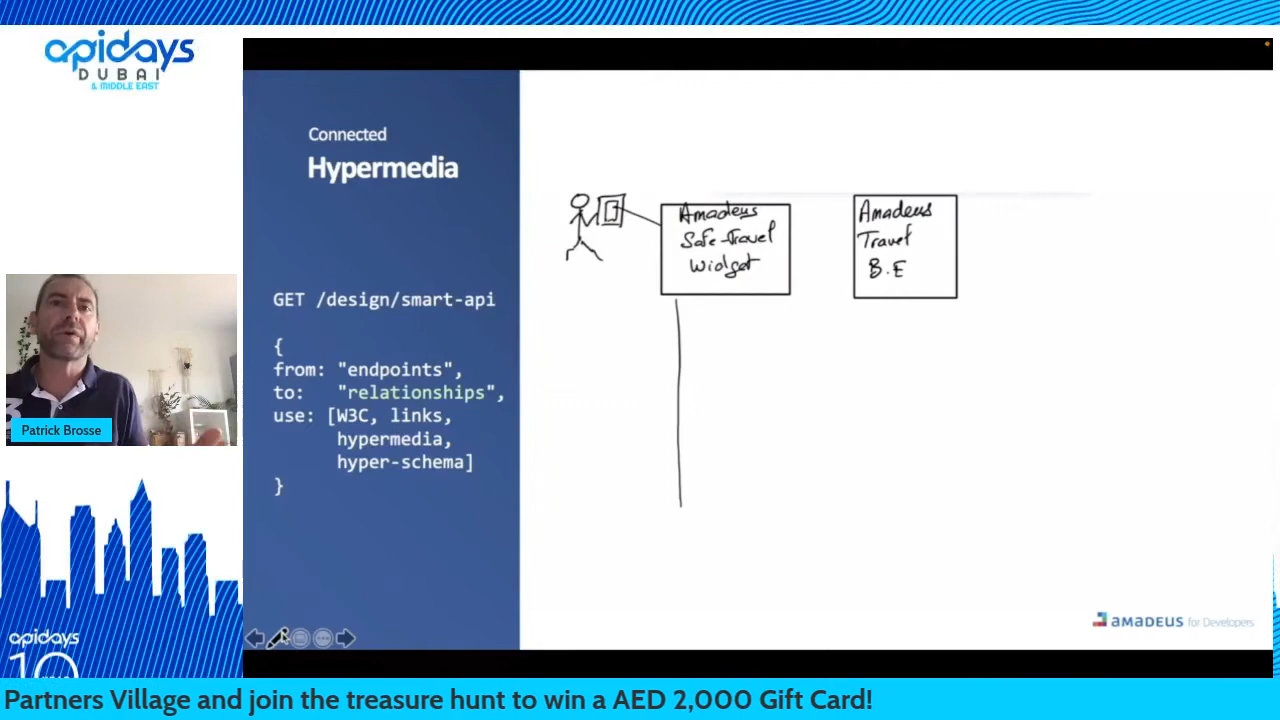 apidays
DUBAI
& MIDDLE EAST
Connected
Hypermedia
GET /design/smart-api
{
from: "endpoints",
to: "relationships",
use: [W3C, links,
hypermedia,
hyper-schema]
}
Amadeus
Safe-Travel
Widget
Amadeus
Travel
B.E
Patrick Brosse
apidays
10
amadeus for Developers
Partners Village and join the treasure hunt to win a AED 2,000 Gift Card!